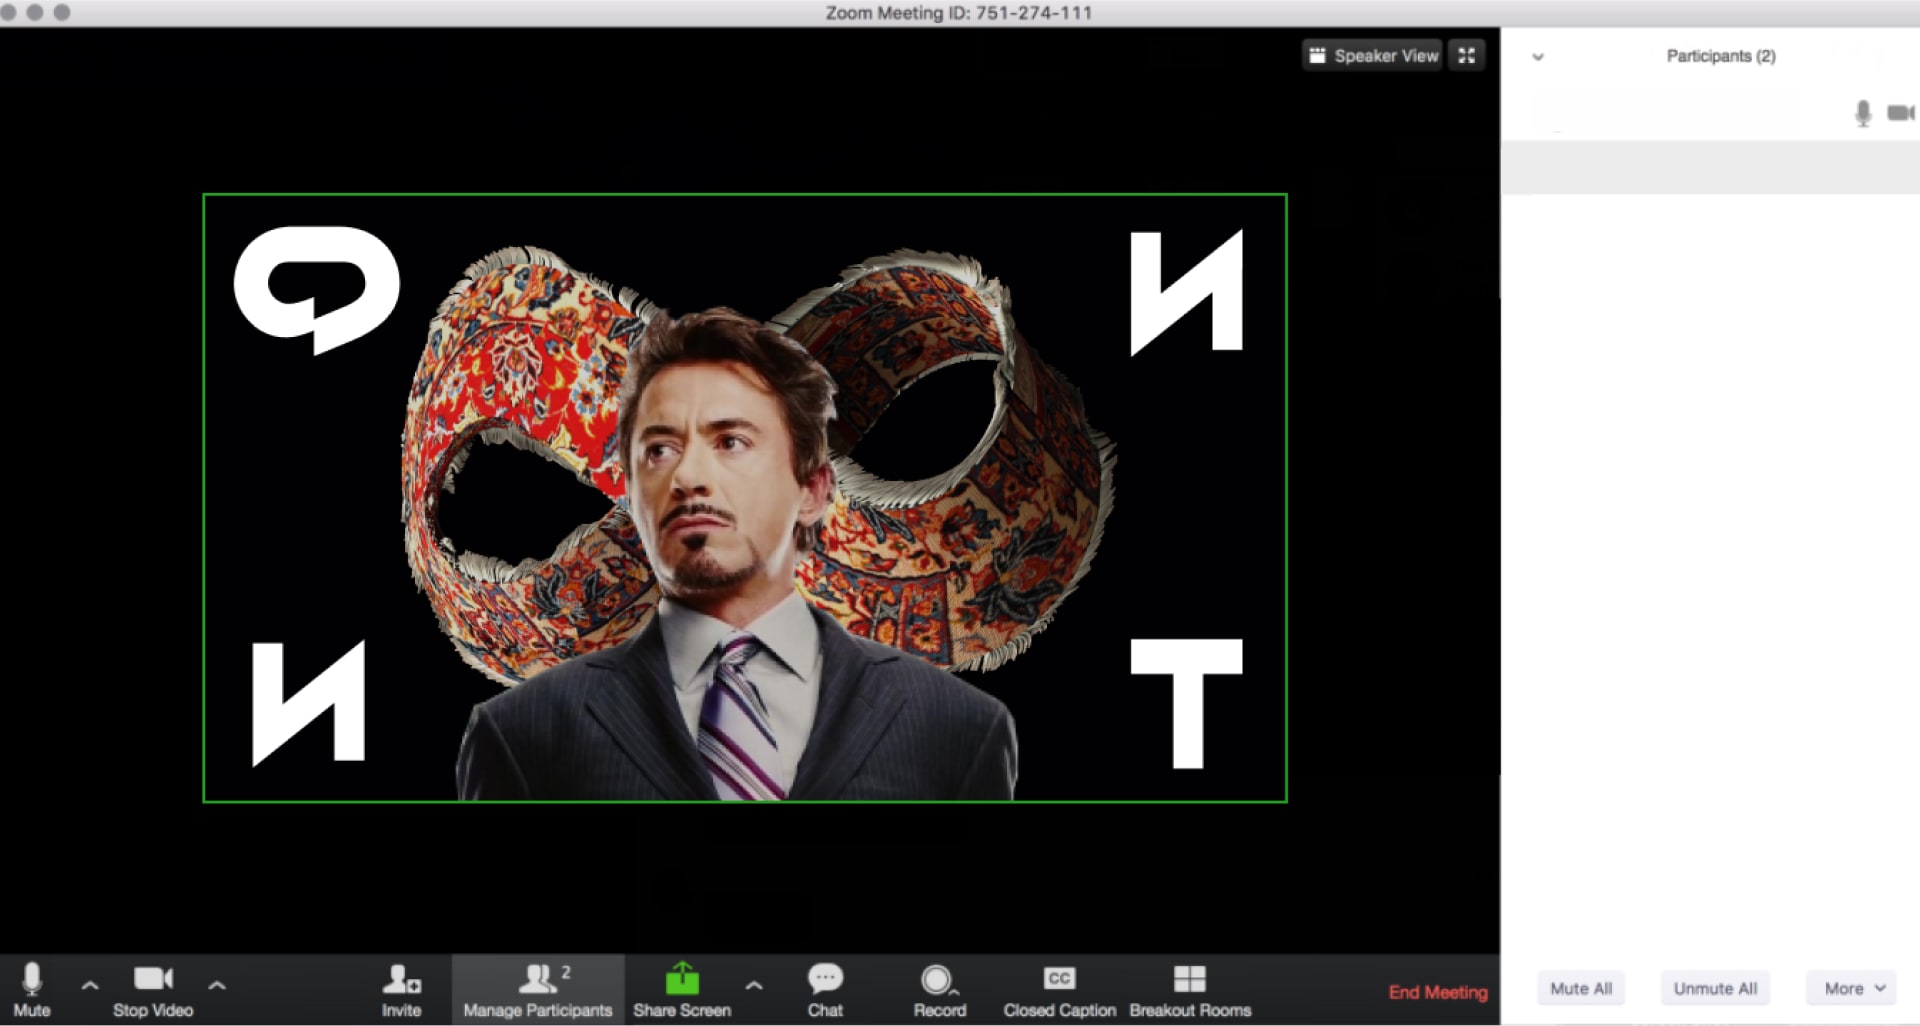 Zoom Meeting ID: 751-274-111
Speaker View
Participants (2)
Ф И
И Т
Mute
Stop Video
Invite
2
Manage Participants
Share Screen
Chat
Record
CC
Closed Caption
Breakout Rooms
End Meeting
Mute All
Unmute All
More